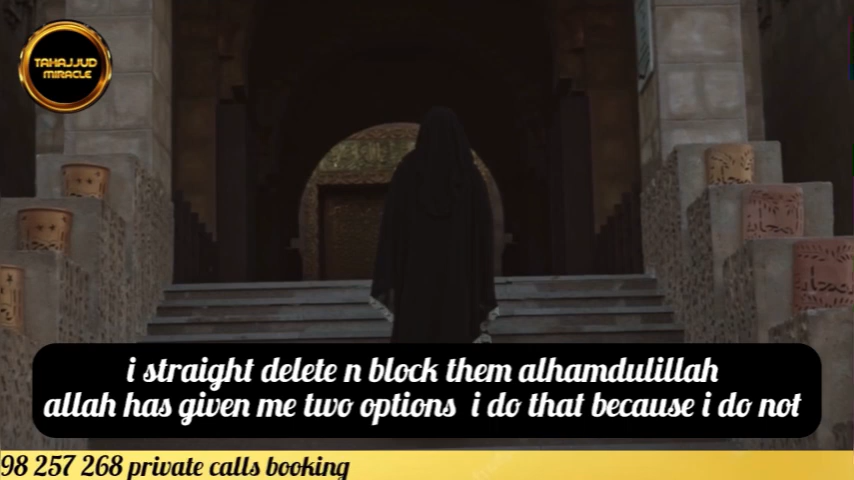 TAHAJJUD
MIRACLE
i straight delete n block them alhamdulillah
allah has given me two options i do that because i do not
98 257 268 private calls booking